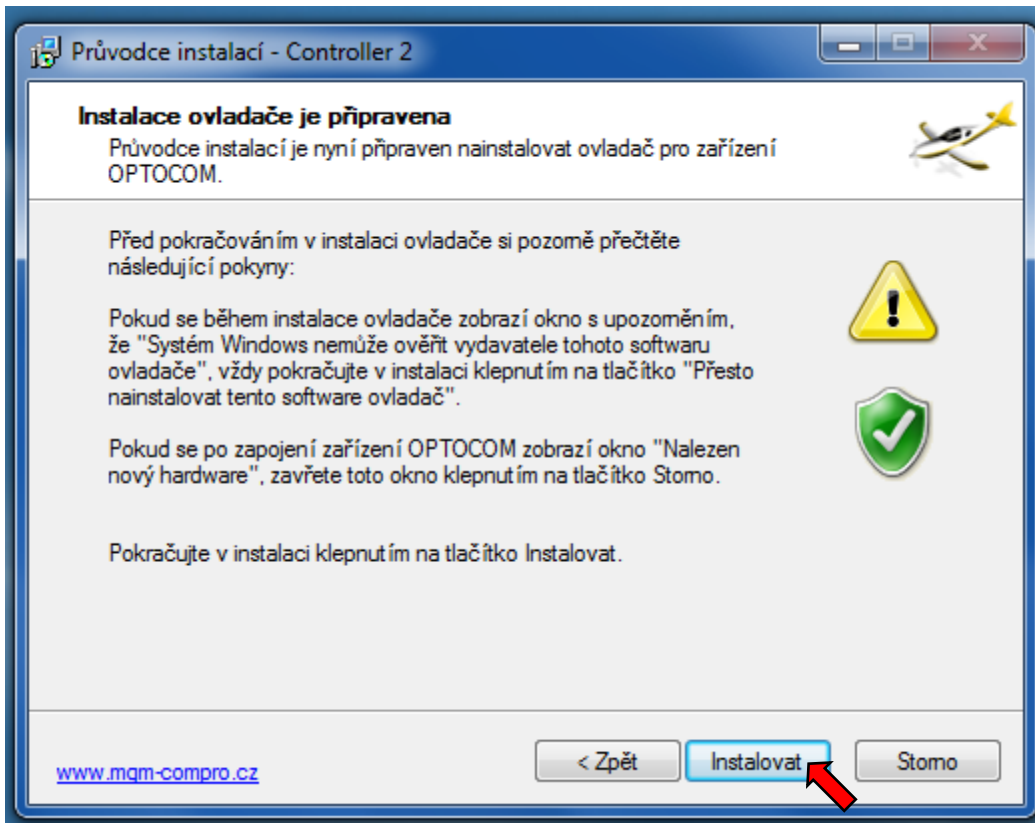 Průvodce instalací - Controller 2
Instalace ovladače je připravena
Průvodce instalací je nyní připraven nainstalovat ovladač pro zařízení
OPTOCOM.
Před pokračováním v instalaci ovladače si pozorně přečtěte
následující pokyny:
Pokud se během instalace ovladače zobrazí okno s upozorněním,
že "Systém Windows nemůže ověřit vydavatele tohoto softwaru
ovladače", vždy pokračujte v instalaci klepnutím na tlačítko "Přesto
nainstalovat tento software ovladač".
Pokud se po zapojení zařízení OPTOCOM zobrazí okno "Nalezen
nový hardware", zavřete toto okno klepnutím na tlačítko Storno.
Pokračujte v instalaci klepnutím na tlačítko Instalovat.
www.mgm-compro.cz
< Zpět
Instalovat
Storno